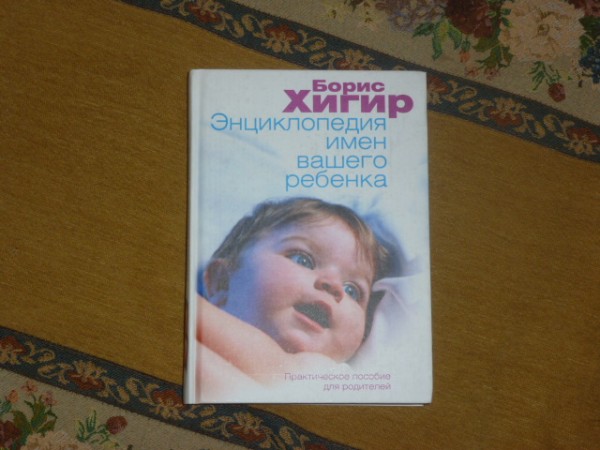 Борис
Хигир
Энциклопедия
имен
вашего
ребенка
Практическое пособие
для родителей